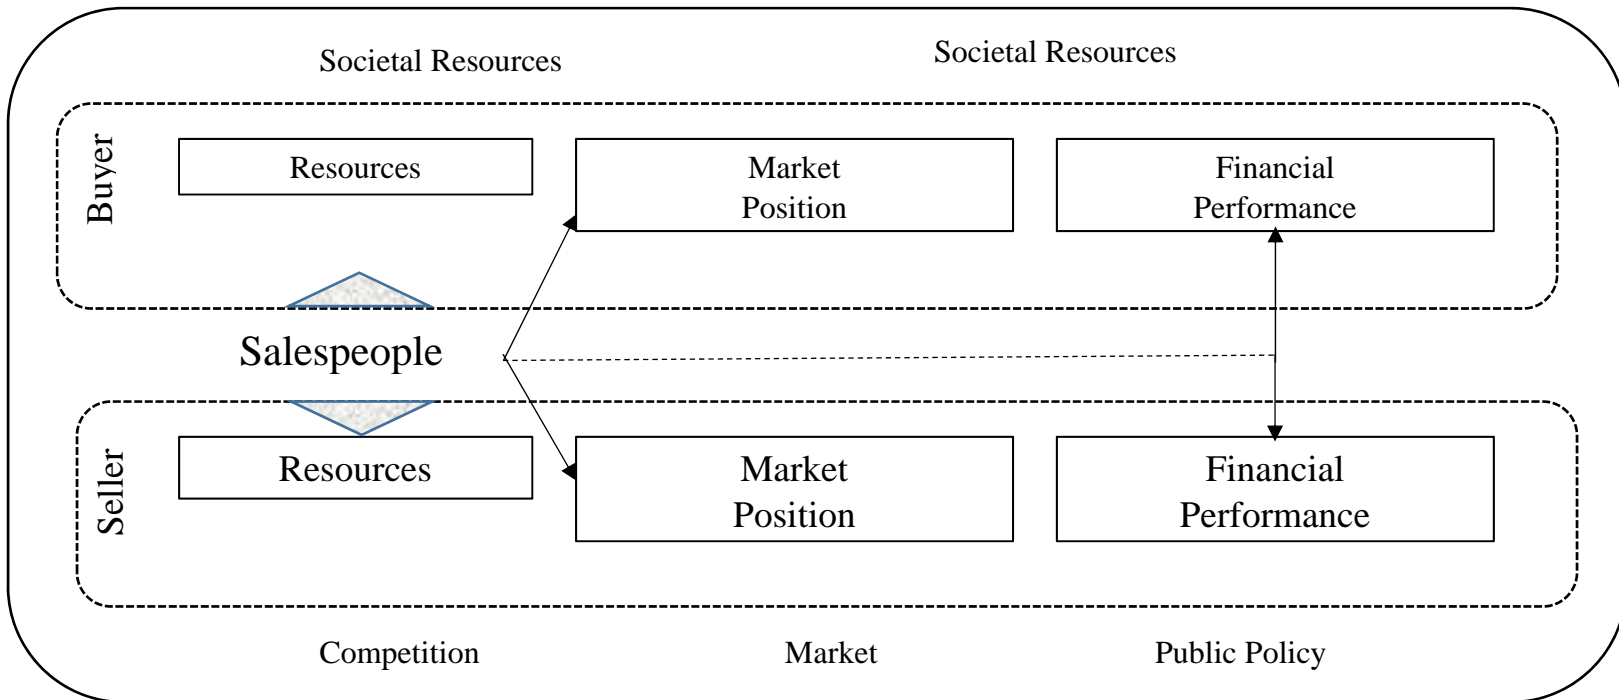 Societal Resources
Societal Resources
Buyer
Resources
Market
Position
Financial
Performance
Salespeople
Seller
Resources
Market
Position
Financial
Performance
Competition
Market
Public Policy